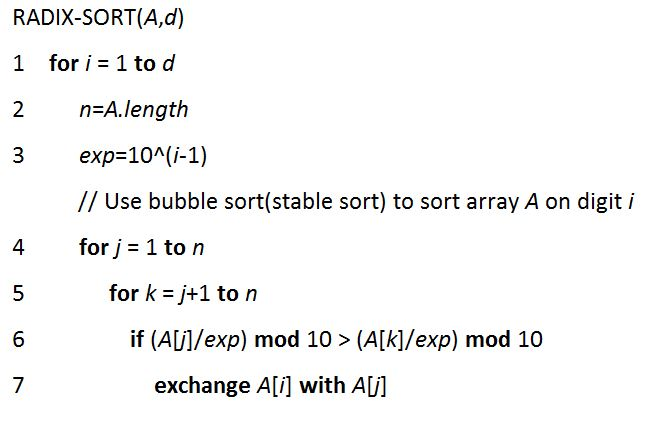 RADIX-SORT(A,d)
1 for i = 1 to d
2 n=A.length
3 exp=10^(i-1)
// Use bubble sort(stable sort) to sort array A on digit i
4 for j = 1 to n
5 for k = j+1 to n
6 if (A[j]/exp) mod 10 > (A[k]/exp) mod 10
7 exchange A[i] with A[j]